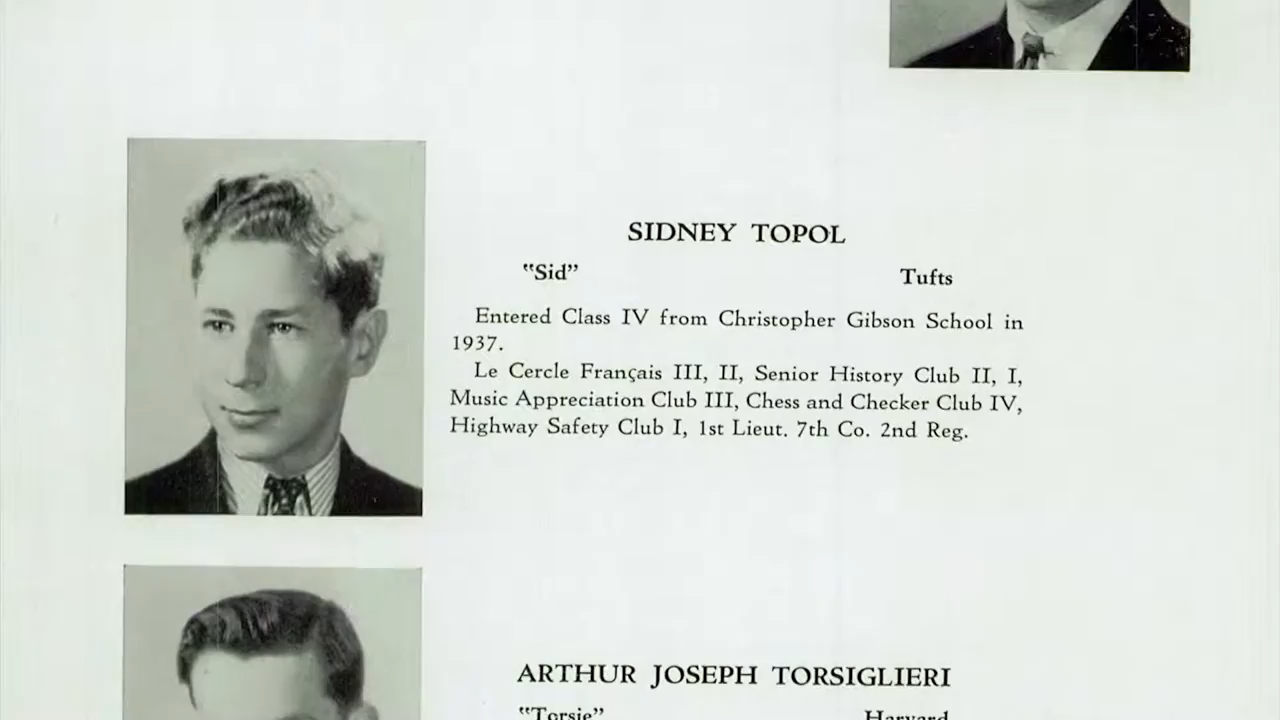 SIDNEY TOPOL
"Sid" Tufts
Entered Class IV from Christopher Gibson School in
1937.
Le Cercle Français III, II, Senior History Club II, I,
Music Appreciation Club III, Chess and Checker Club IV,
Highway Safety Club I, 1st Lieut. 7th Co. 2nd Reg.
ARTHUR JOSEPH TORSIGLIERI
"Torsie" Harvard